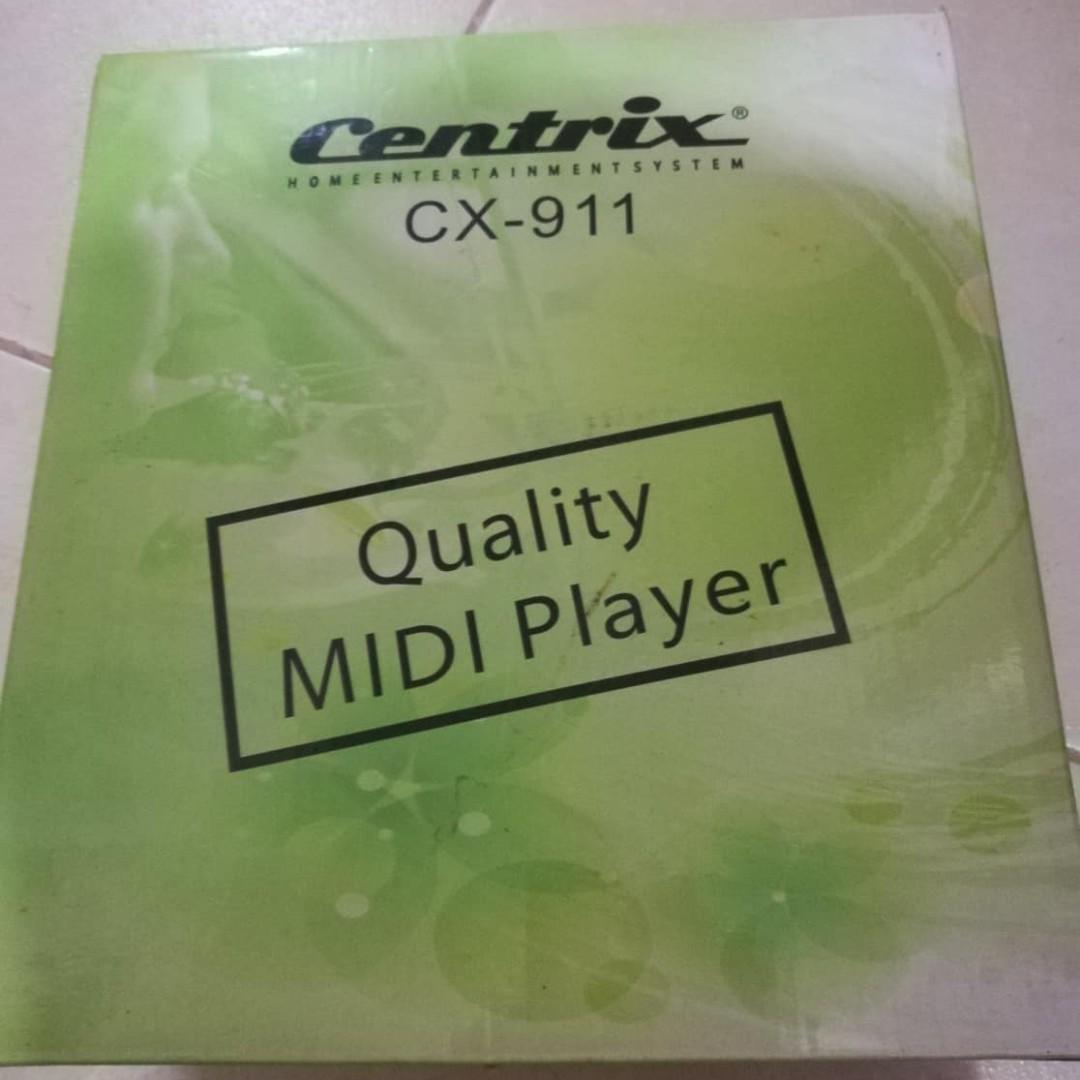 Centrix®
HOME ENTERTAINMENT SYSTEM
CX-911
Quality
MIDI Player